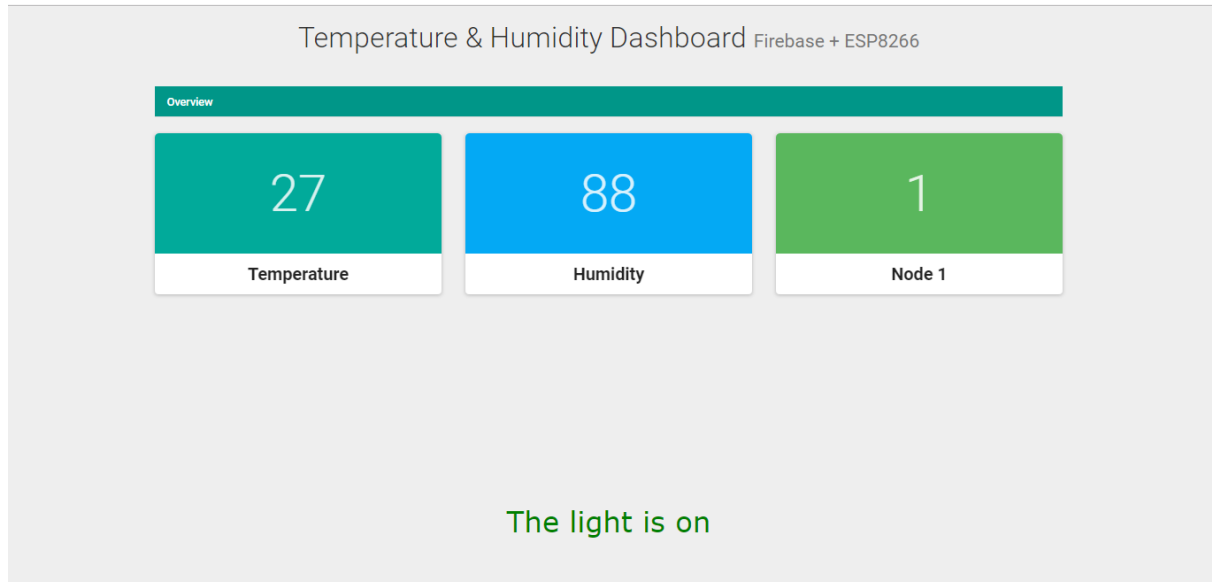 Temperature & Humidity Dashboard Firebase + ESP8266
Overview
27
Temperature
88
Humidity
1
Node 1
The light is on